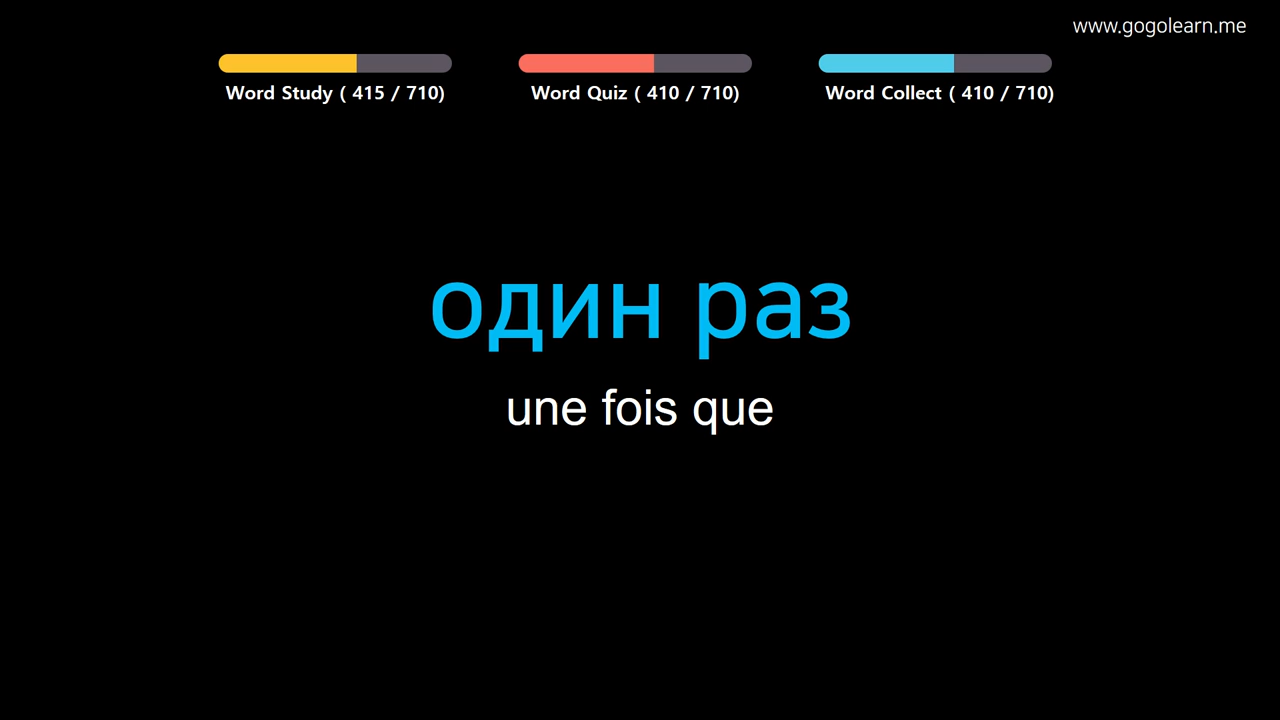 www.gogolearn.me
Word Study ( 415 / 710)
Word Quiz ( 410 / 710)
Word Collect ( 410 / 710)
один раз
une fois que